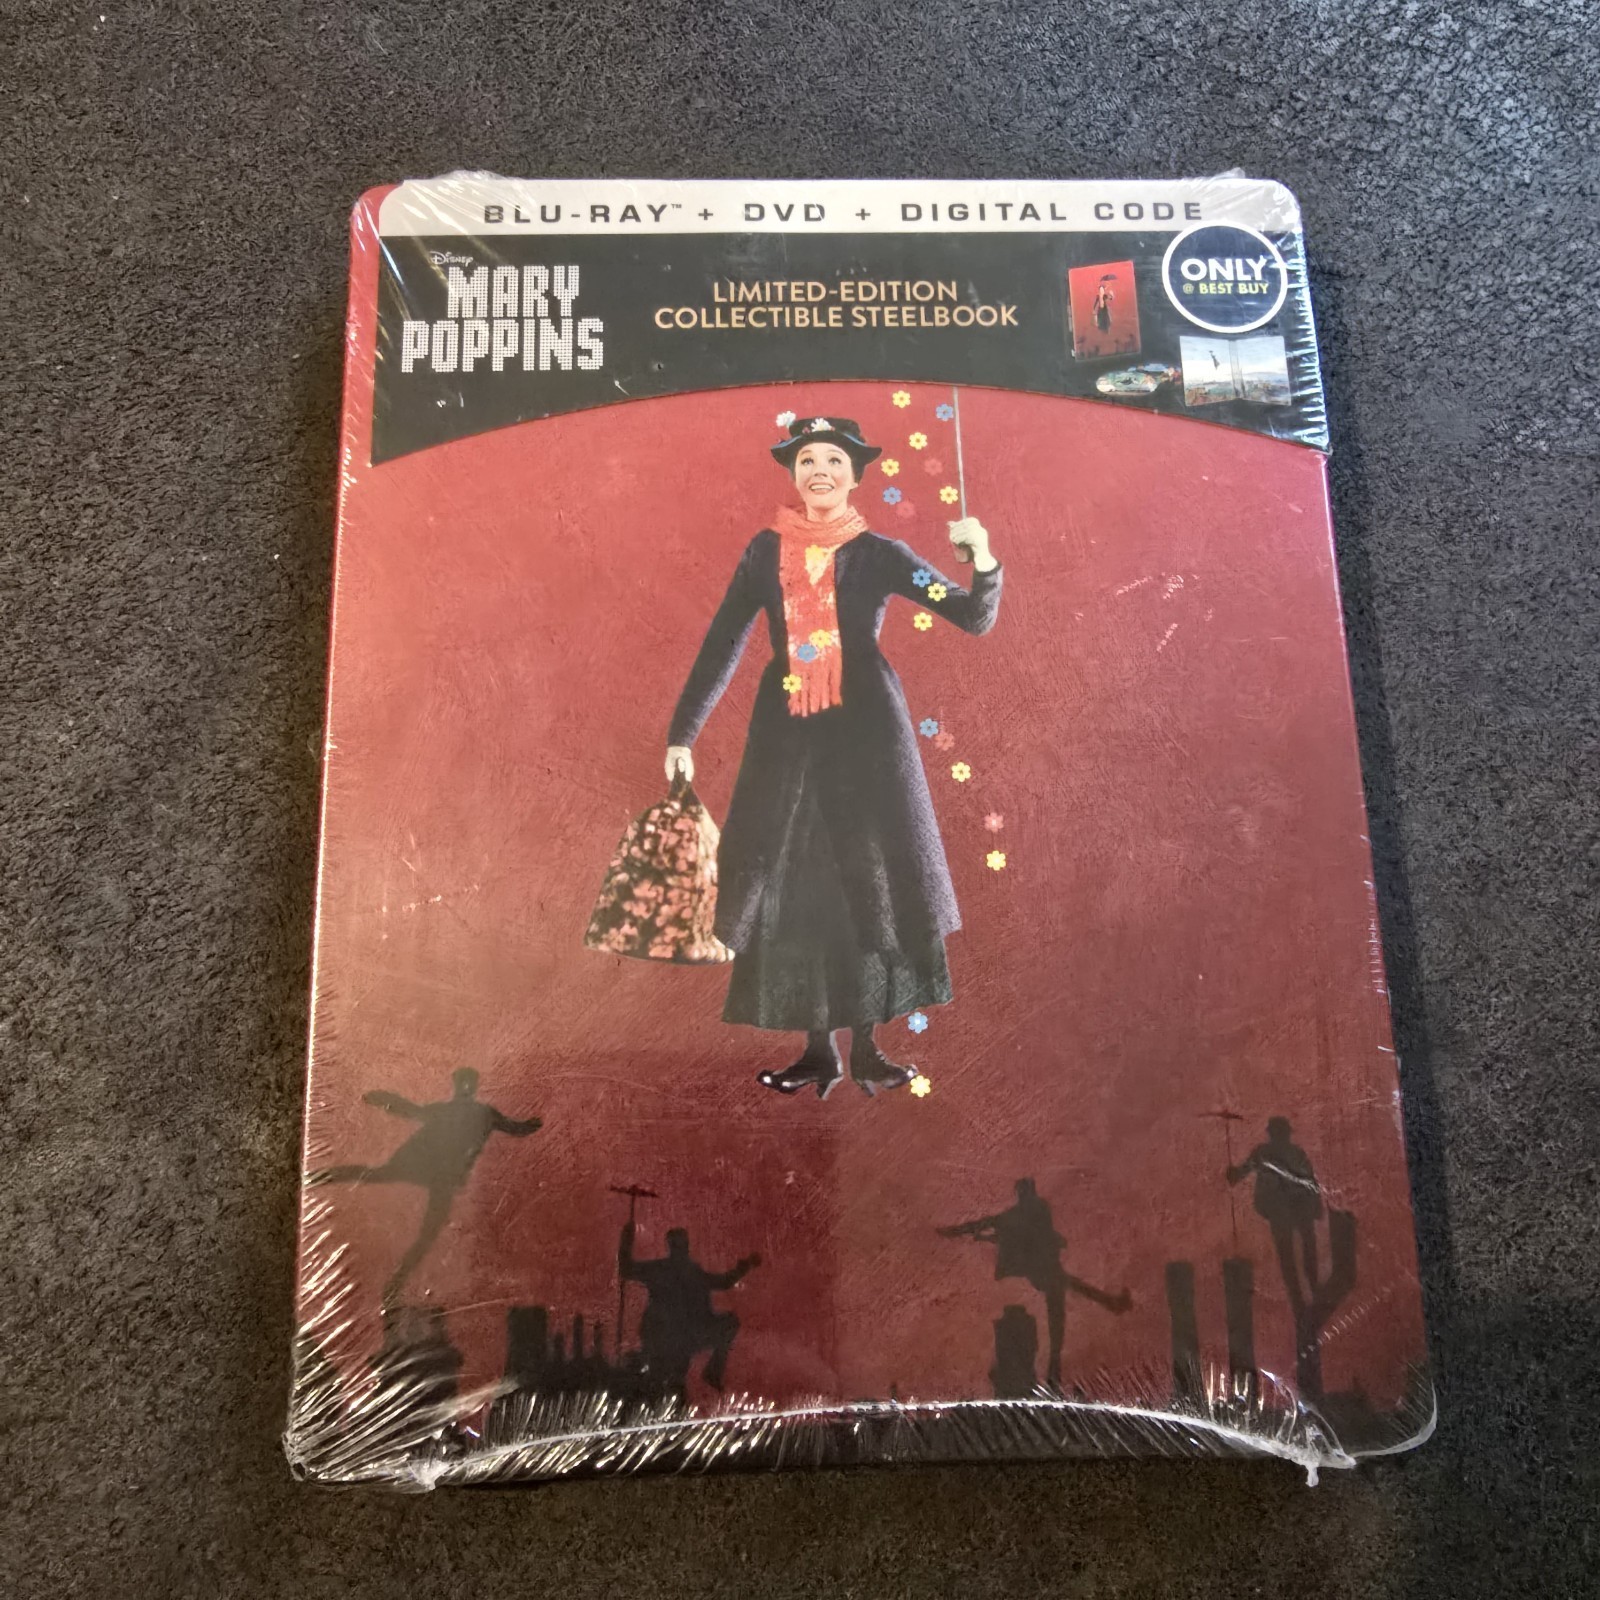 BLU-RAY™ + DVD + DIGITAL CODE
Disney
MARY
POPPINS
LIMITED-EDITION
COLLECTIBLE STEELBOOK
ONLY
@ BEST BUY